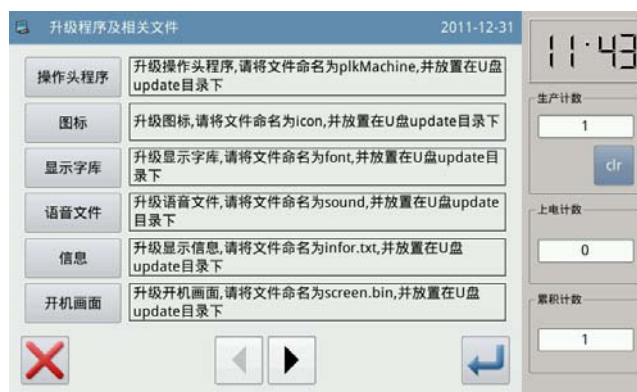 升级程序及相关文件 2011-12-31
操作头程序 升级操作头程序,请将文件命名为plkMachine,并放置在U盘
update目录下
图标 升级图标,请将文件命名为icon,并放置在U盘update目录下
显示字库 升级显示字库,请将文件命名为font,并放置在U盘update目
录下
语音文件 升级语音文件,请将文件命名为sound,并放置在U盘update
目录下
信息 升级显示信息,请将文件命名为infor.txt,并放置在U盘
update目录下
开机画面 升级开机画面,请将文件命名为screen.bin,并放置在U盘
update目录下
11:43
生产计数
1
clr
上电计数
0
累积计数
1